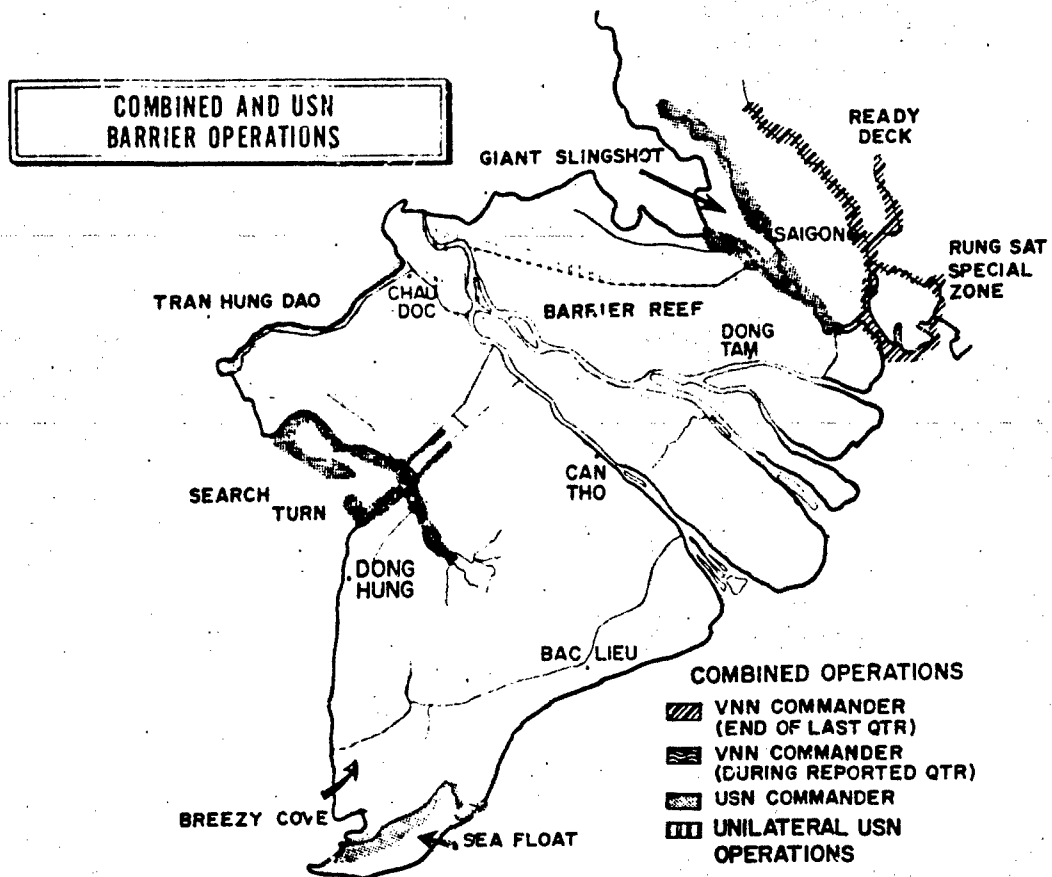 COMBINED AND USN
BARRIER OPERATIONS
READY
DECK
GIANT SLINGSHOT
SAIGON
RUNG SAT
SPECIAL
ZONE
TRAN HUNG DAO
CHAU
DOC
BARRIER REEF
DONG
TAM
SEARCH
TURN
CAN
THO
DONG
HUNG
BAC LIEU
BREEZY COVE
SEA FLOAT
COMBINED OPERATIONS
VNN COMMANDER
(END OF LAST QTR)
VNN COMMANDER
(DURING REPORTED QTR)
USN COMMANDER
UNILATERAL USN
OPERATIONS